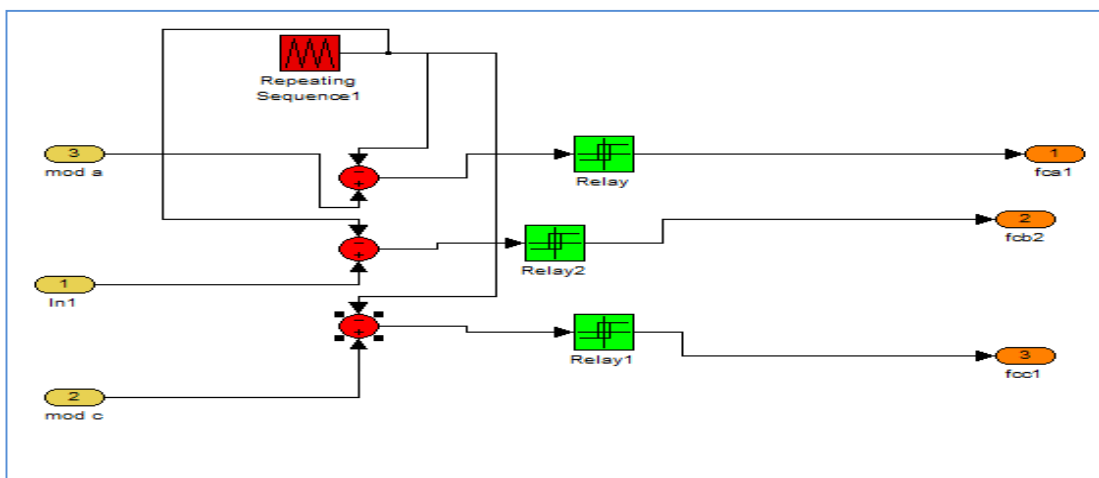 Repeating
Sequence1
3
mod a
Relay
1
fca1
2
fcb2
Relay2
1
In1
Relay1
3
fcc1
2
mod c